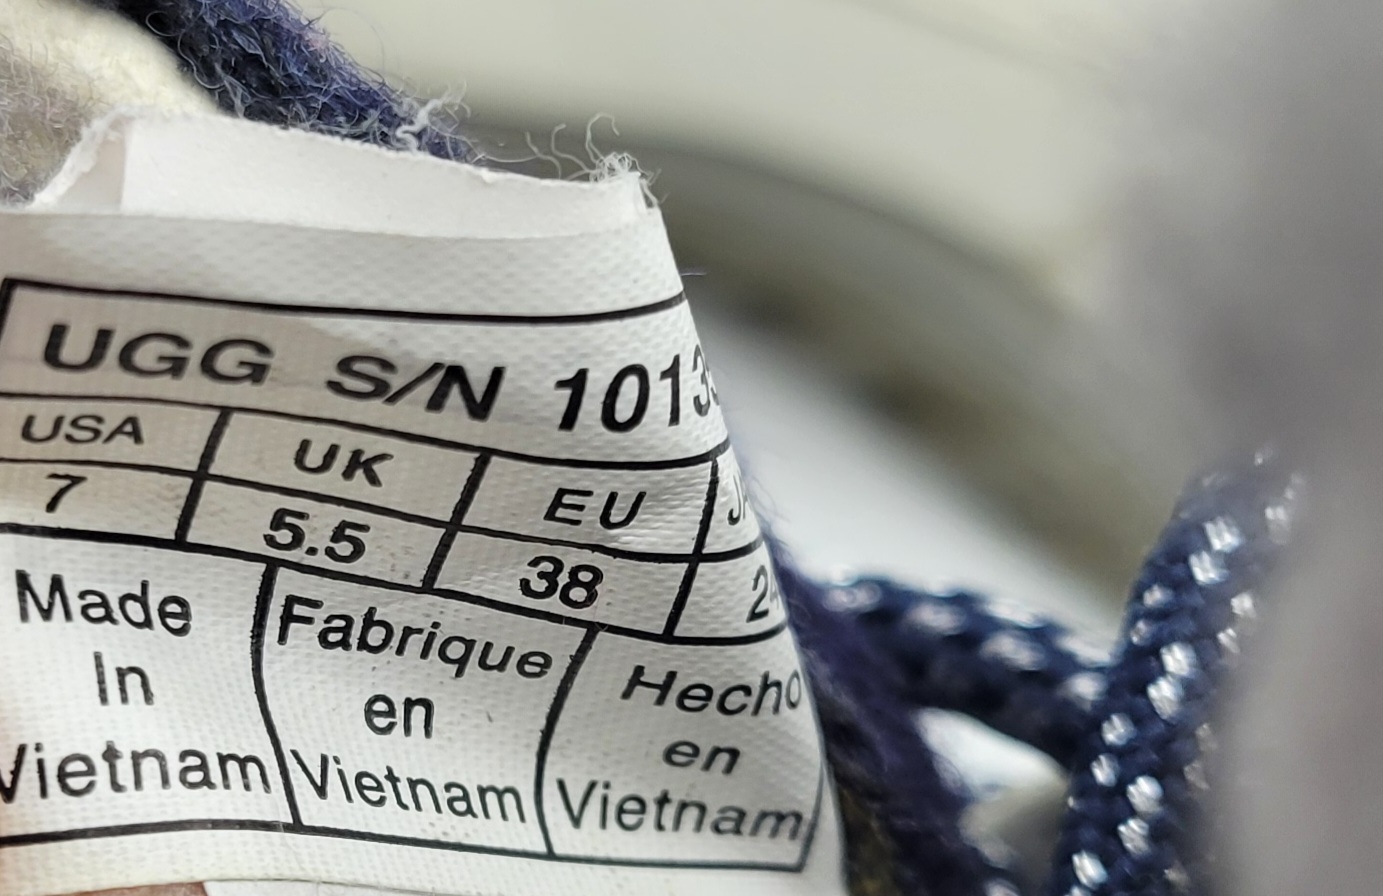 UGG S/N 1013
USA UK EU
7 5.5 38
Made Fabrique Hecho
In en en
Vietnam Vietnam Vietnam